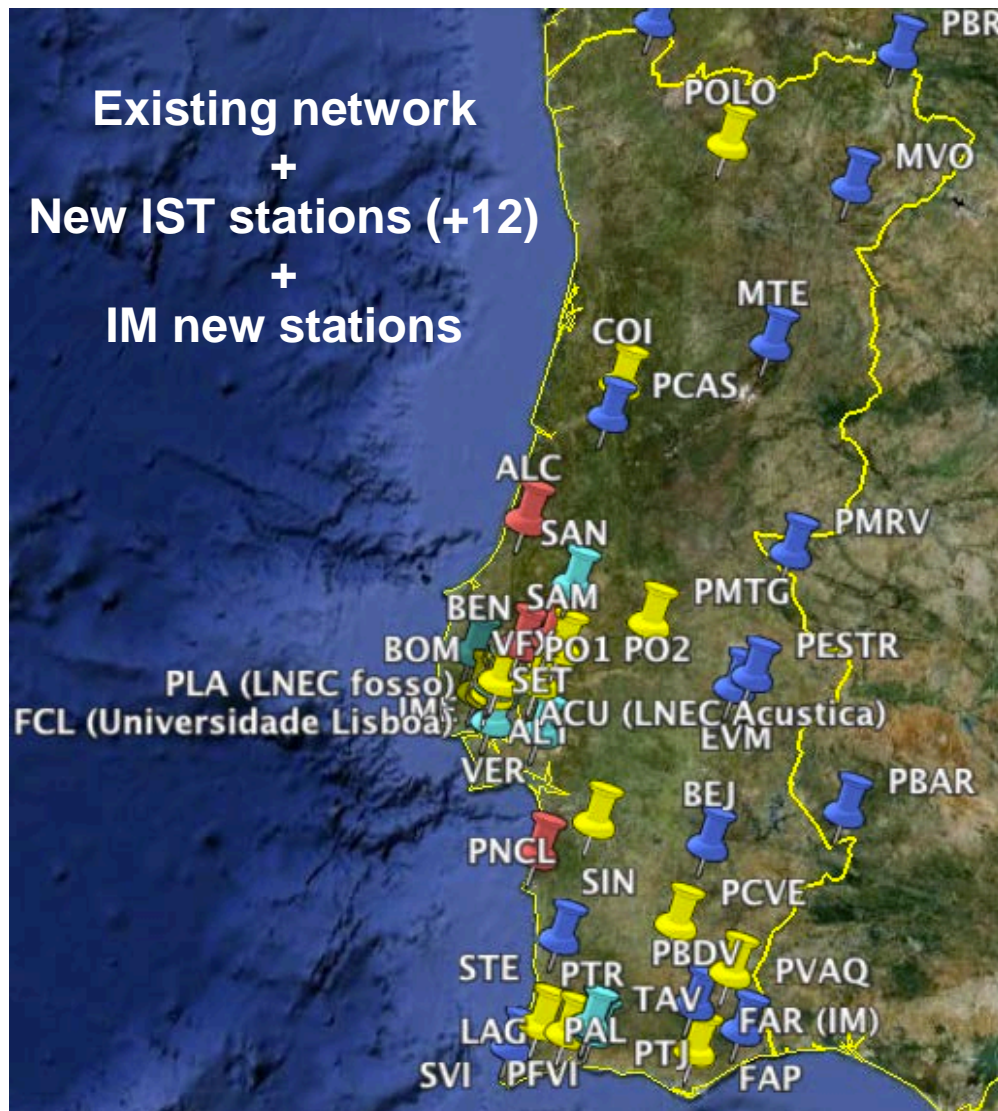 Existing network
+
New IST stations (+12)
+
IM new stations
PBR
POLO
MVO
MTE
COI
PCAS
ALC
SAN
PMRV
BEN
SAM
PMTG
BOM
PO1
PO2
PESTR
PLA (LNEC fosso)
SET
FCL (Universidade Lisboa)
ACU (LNEC Acustica)
EVM
VER
BEJ
PBAR
PNCL
SIN
PCVE
STE
PTR
PBDV
PVAQ
TAV
LAG
PAL
FAR (IM)
PTJ
SVI
PFVI
FAP